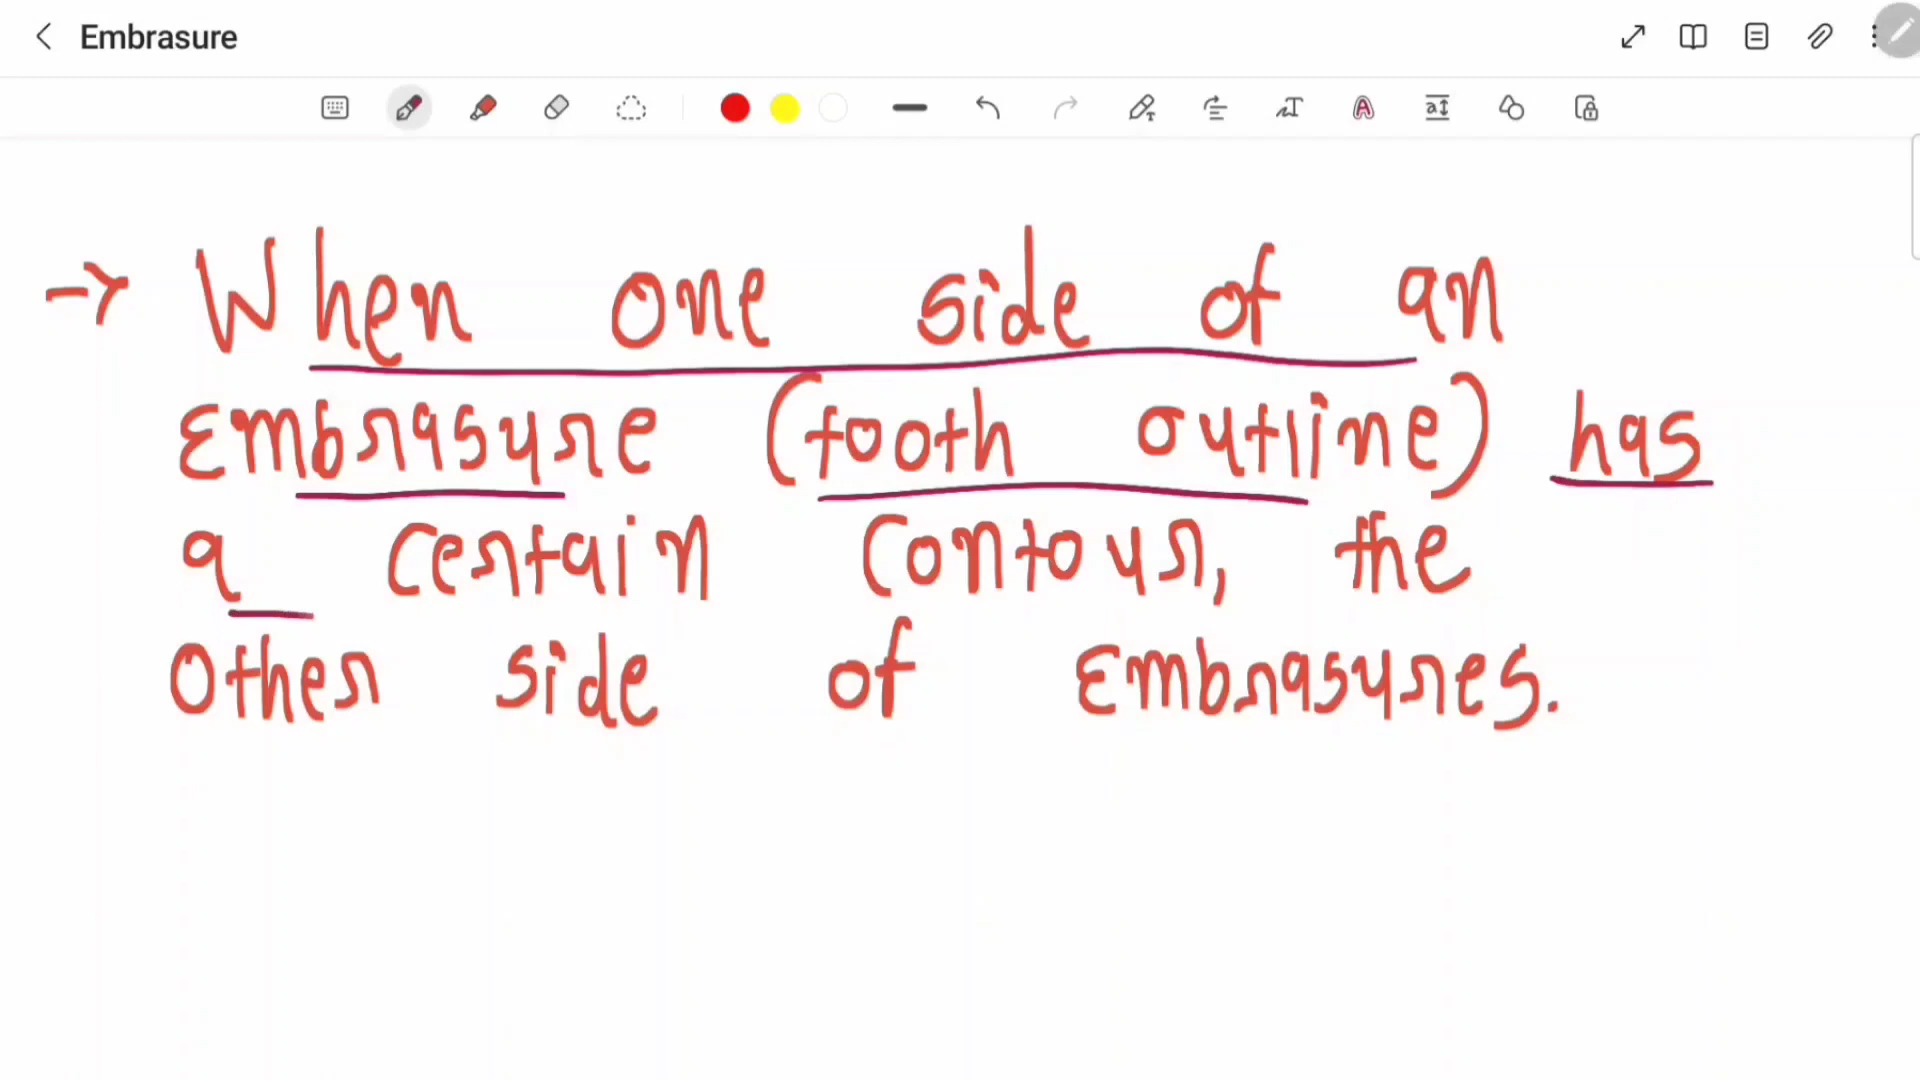 Embrasure
→ When one side of an
Embrasure (tooth outline) has
a certain contour, the
Other side of Embrasures.